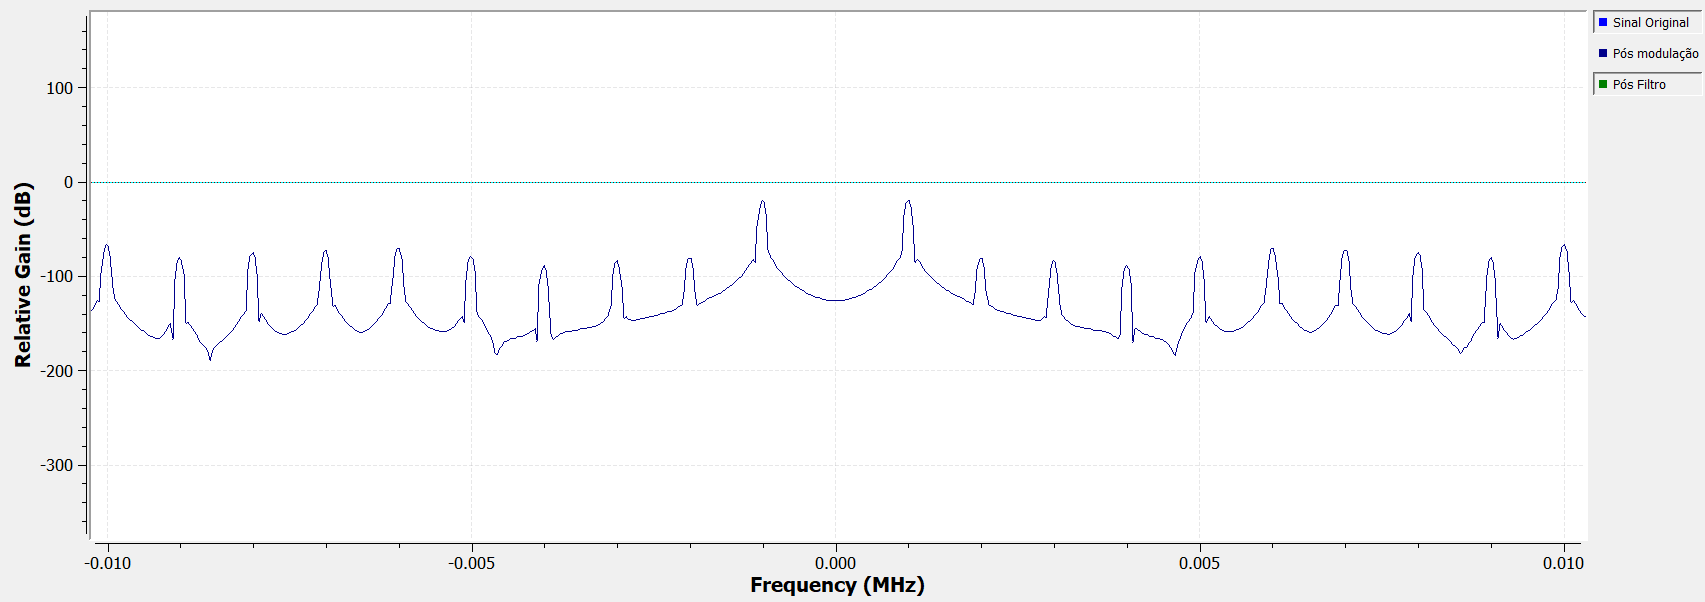 Sinal Original
Pós modulação
Pós Filtro
Relative Gain (dB)
100
0
-100
-200
-300
-0.010 -0.005 0.000 0.005 0.010
Frequency (MHz)